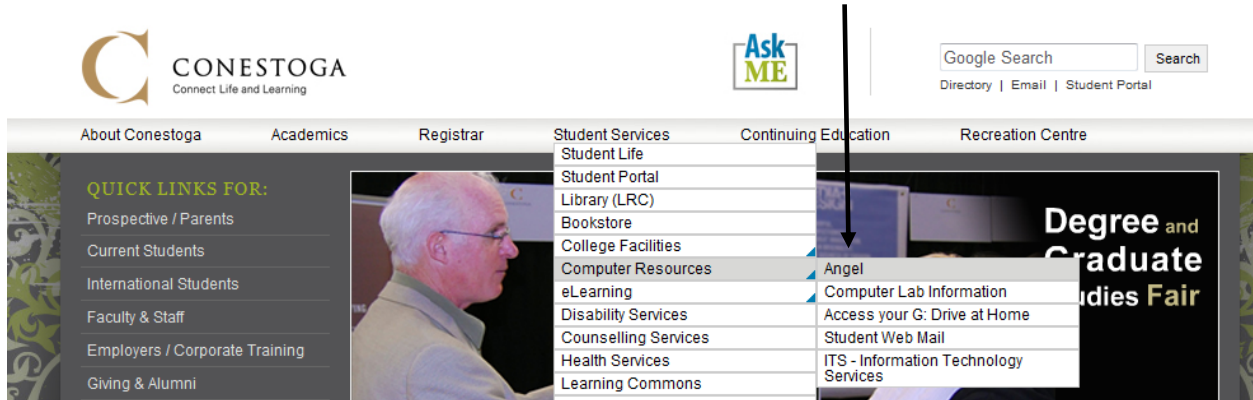 Ask
ME
CONESTOGA
Connect Life and Learning
Google Search
Search
Directory | Email | Student Portal
About Conestoga
Academics
Registrar
Student Services
Continuing Education
Recreation Centre
QUICK LINKS FOR:
Prospective / Parents
Current Students
International Students
Faculty & Staff
Employers / Corporate Training
Giving & Alumni
Student Life
Student Portal
Library (LRC)
Bookstore
College Facilities
Computer Resources
eLearning
Disability Services
Counselling Services
Health Services
Learning Commons
Angel
Computer Lab Information
Access your G: Drive at Home
Student Web Mail
ITS - Information Technology
Services
Degree and
Graduate
udies Fair